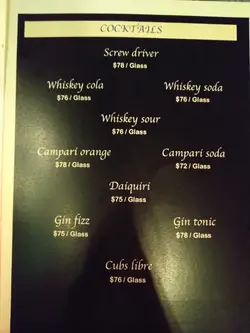 COCKTAILS
Screw driver
$78 / Glass
Whiskey cola
$76 / Glass
Whiskey soda
$76 / Glass
Whiskey sour
$76 / Glass
Campari orange
$78 / Glass
Campari soda
$72 / Glass
Daiquiri
$75 / Glass
Gin fizz
$75 / Glass
Gin tonic
$78 / Glass
Cubs libre
$76 / Glass